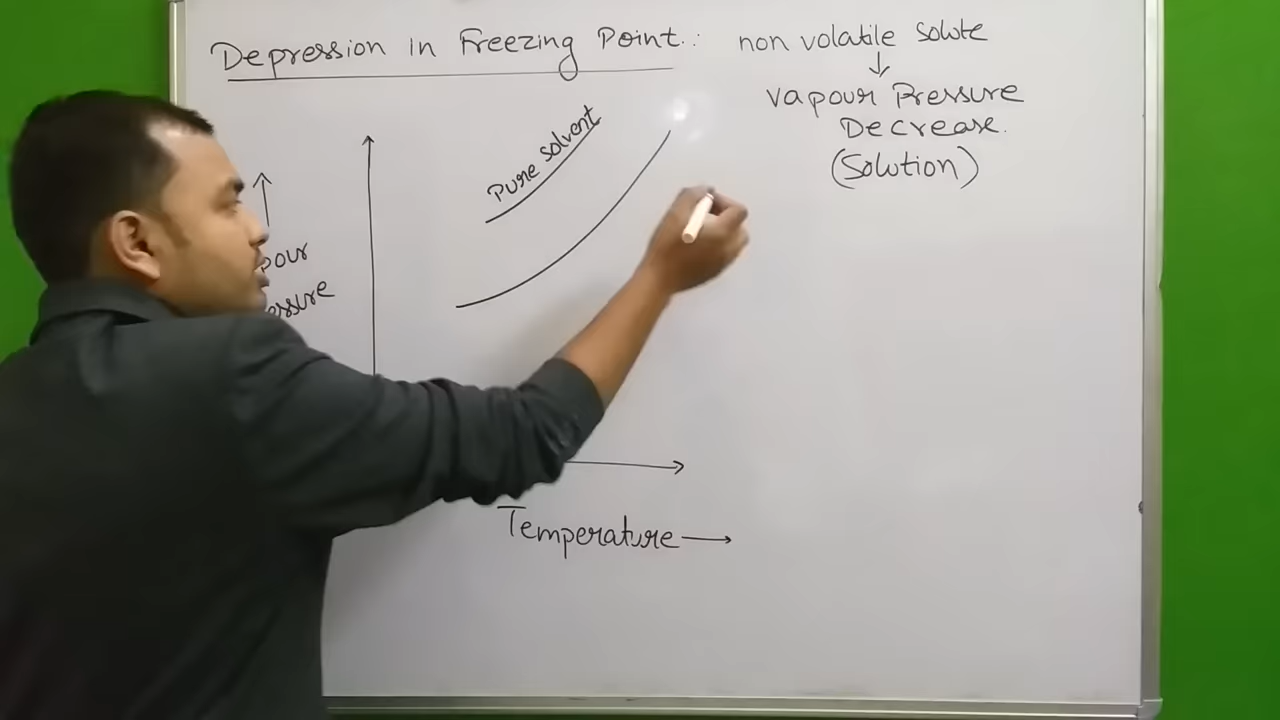 Depression in Freezing Point.:
non volatile solute
↓
Vapour Pressure
Decrease.
(Solution)
Pure solvent
Temperature →